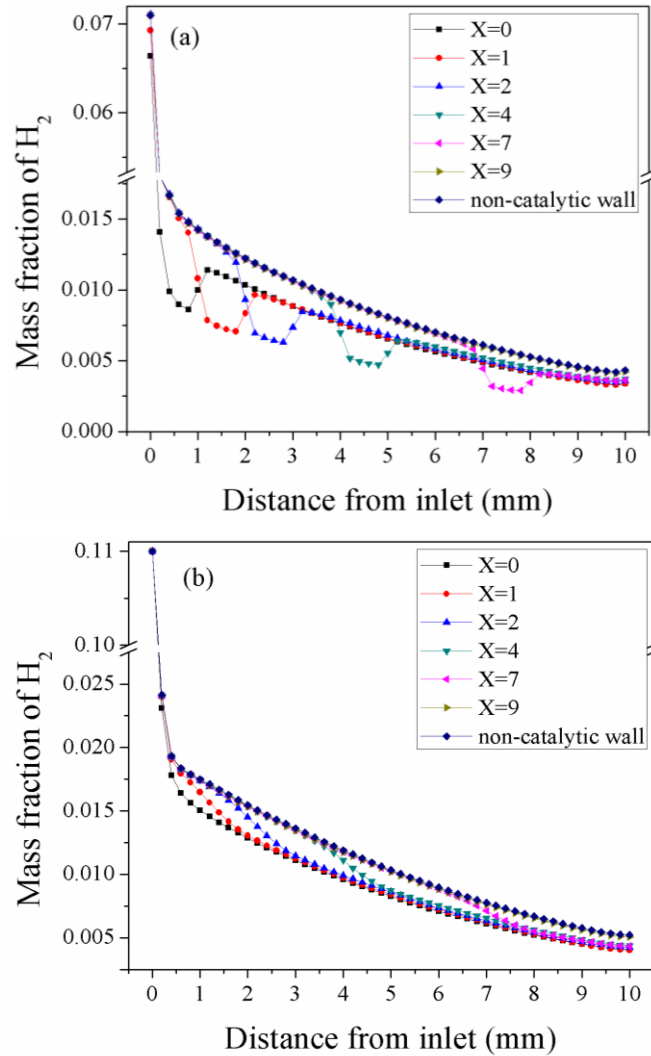 (a)
X=0
X=1
X=2
X=4
X=7
X=9
non-catalytic wall
Mass fraction of H₂
0.07
0.06
0.015
0.010
0.005
0.000
0 1 2 3 4 5 6 7 8 9 10
Distance from inlet (mm)
(b)
X=0
X=1
X=2
X=4
X=7
X=9
non-catalytic wall
Mass fraction of H₂
0.11
0.10
0.025
0.020
0.015
0.010
0.005
0 1 2 3 4 5 6 7 8 9 10
Distance from inlet (mm)